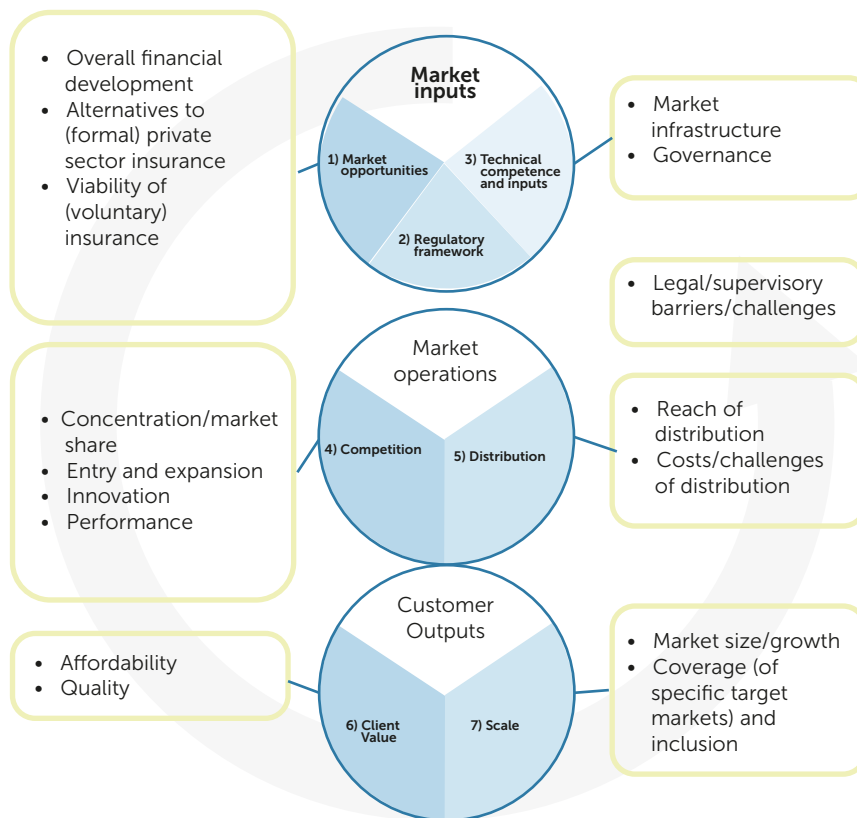 • Overall financial
development
• Alternatives to
(formal) private
sector insurance
• Viability of
(voluntary)
insurance
Market
inputs
1) Market
opportunities
2) Regulatory
framework
3) Technical
competence
and inputs
• Market
infrastructure
• Governance
• Legal/supervisory
barriers/challenges
• Concentration/market
share
• Entry and expansion
• Innovation
• Performance
Market
operations
4) Competition
5) Distribution
• Reach of
distribution
• Costs/challenges
of distribution
• Affordability
• Quality
Customer
Outputs
6) Client
Value
7) Scale
• Market size/growth
• Coverage (of
specific target
markets) and
inclusion